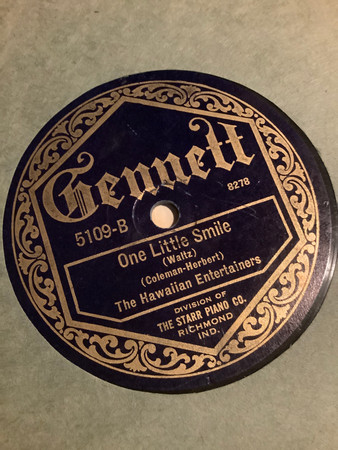 Gennett
5109-B
8278
One Little Smile
(Waltz)
(Coleman-Herbert)
The Hawaiian Entertainers
DIVISION OF
THE STARR PIANO CO.
RICHMOND
IND.